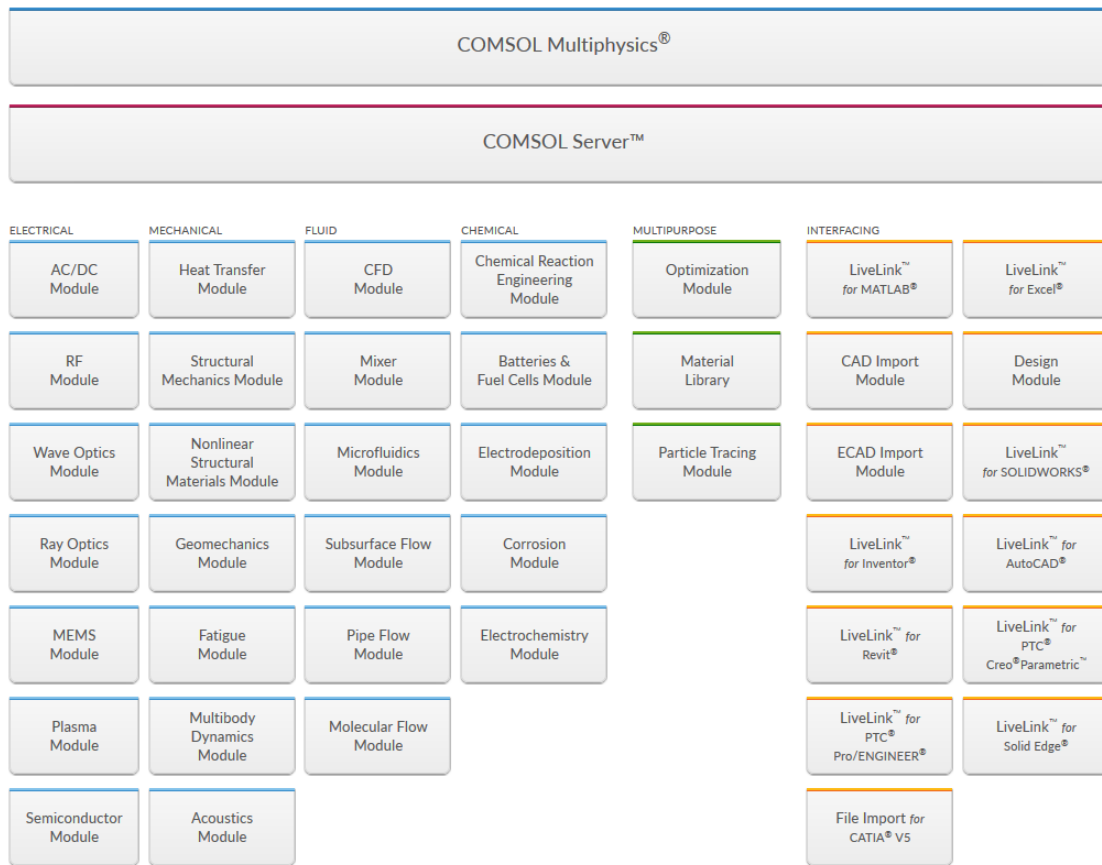 COMSOL Multiphysics®
COMSOL Server™
ELECTRICAL
AC/DC
Module
RF
Module
Wave Optics
Module
Ray Optics
Module
MEMS
Module
Plasma
Module
Semiconductor
Module
MECHANICAL
Heat Transfer
Module
Structural
Mechanics Module
Nonlinear
Structural
Materials Module
Geomechanics
Module
Fatigue
Module
Multibody
Dynamics
Module
Acoustics
Module
FLUID
CFD
Module
Mixer
Module
Microfluidics
Module
Subsurface Flow
Module
Pipe Flow
Module
Molecular Flow
Module
CHEMICAL
Chemical Reaction
Engineering
Module
Batteries &
Fuel Cells Module
Electrodeposition
Module
Corrosion
Module
Electrochemistry
Module
MULTIPURPOSE
Optimization
Module
Material
Library
Particle Tracing
Module
INTERFACING
LiveLink™
for MATLAB®
CAD Import
Module
ECAD Import
Module
LiveLink™
for Inventor®
LiveLink™ for
Revit®
LiveLink™ for
PTC®
Pro/ENGINEER®
File Import for
CATIA® V5
LiveLink™
for Excel®
Design
Module
LiveLink™
for SOLIDWORKS®
LiveLink™ for
AutoCAD®
LiveLink™ for
PTC®
Creo®Parametric™
LiveLink™ for
Solid Edge®